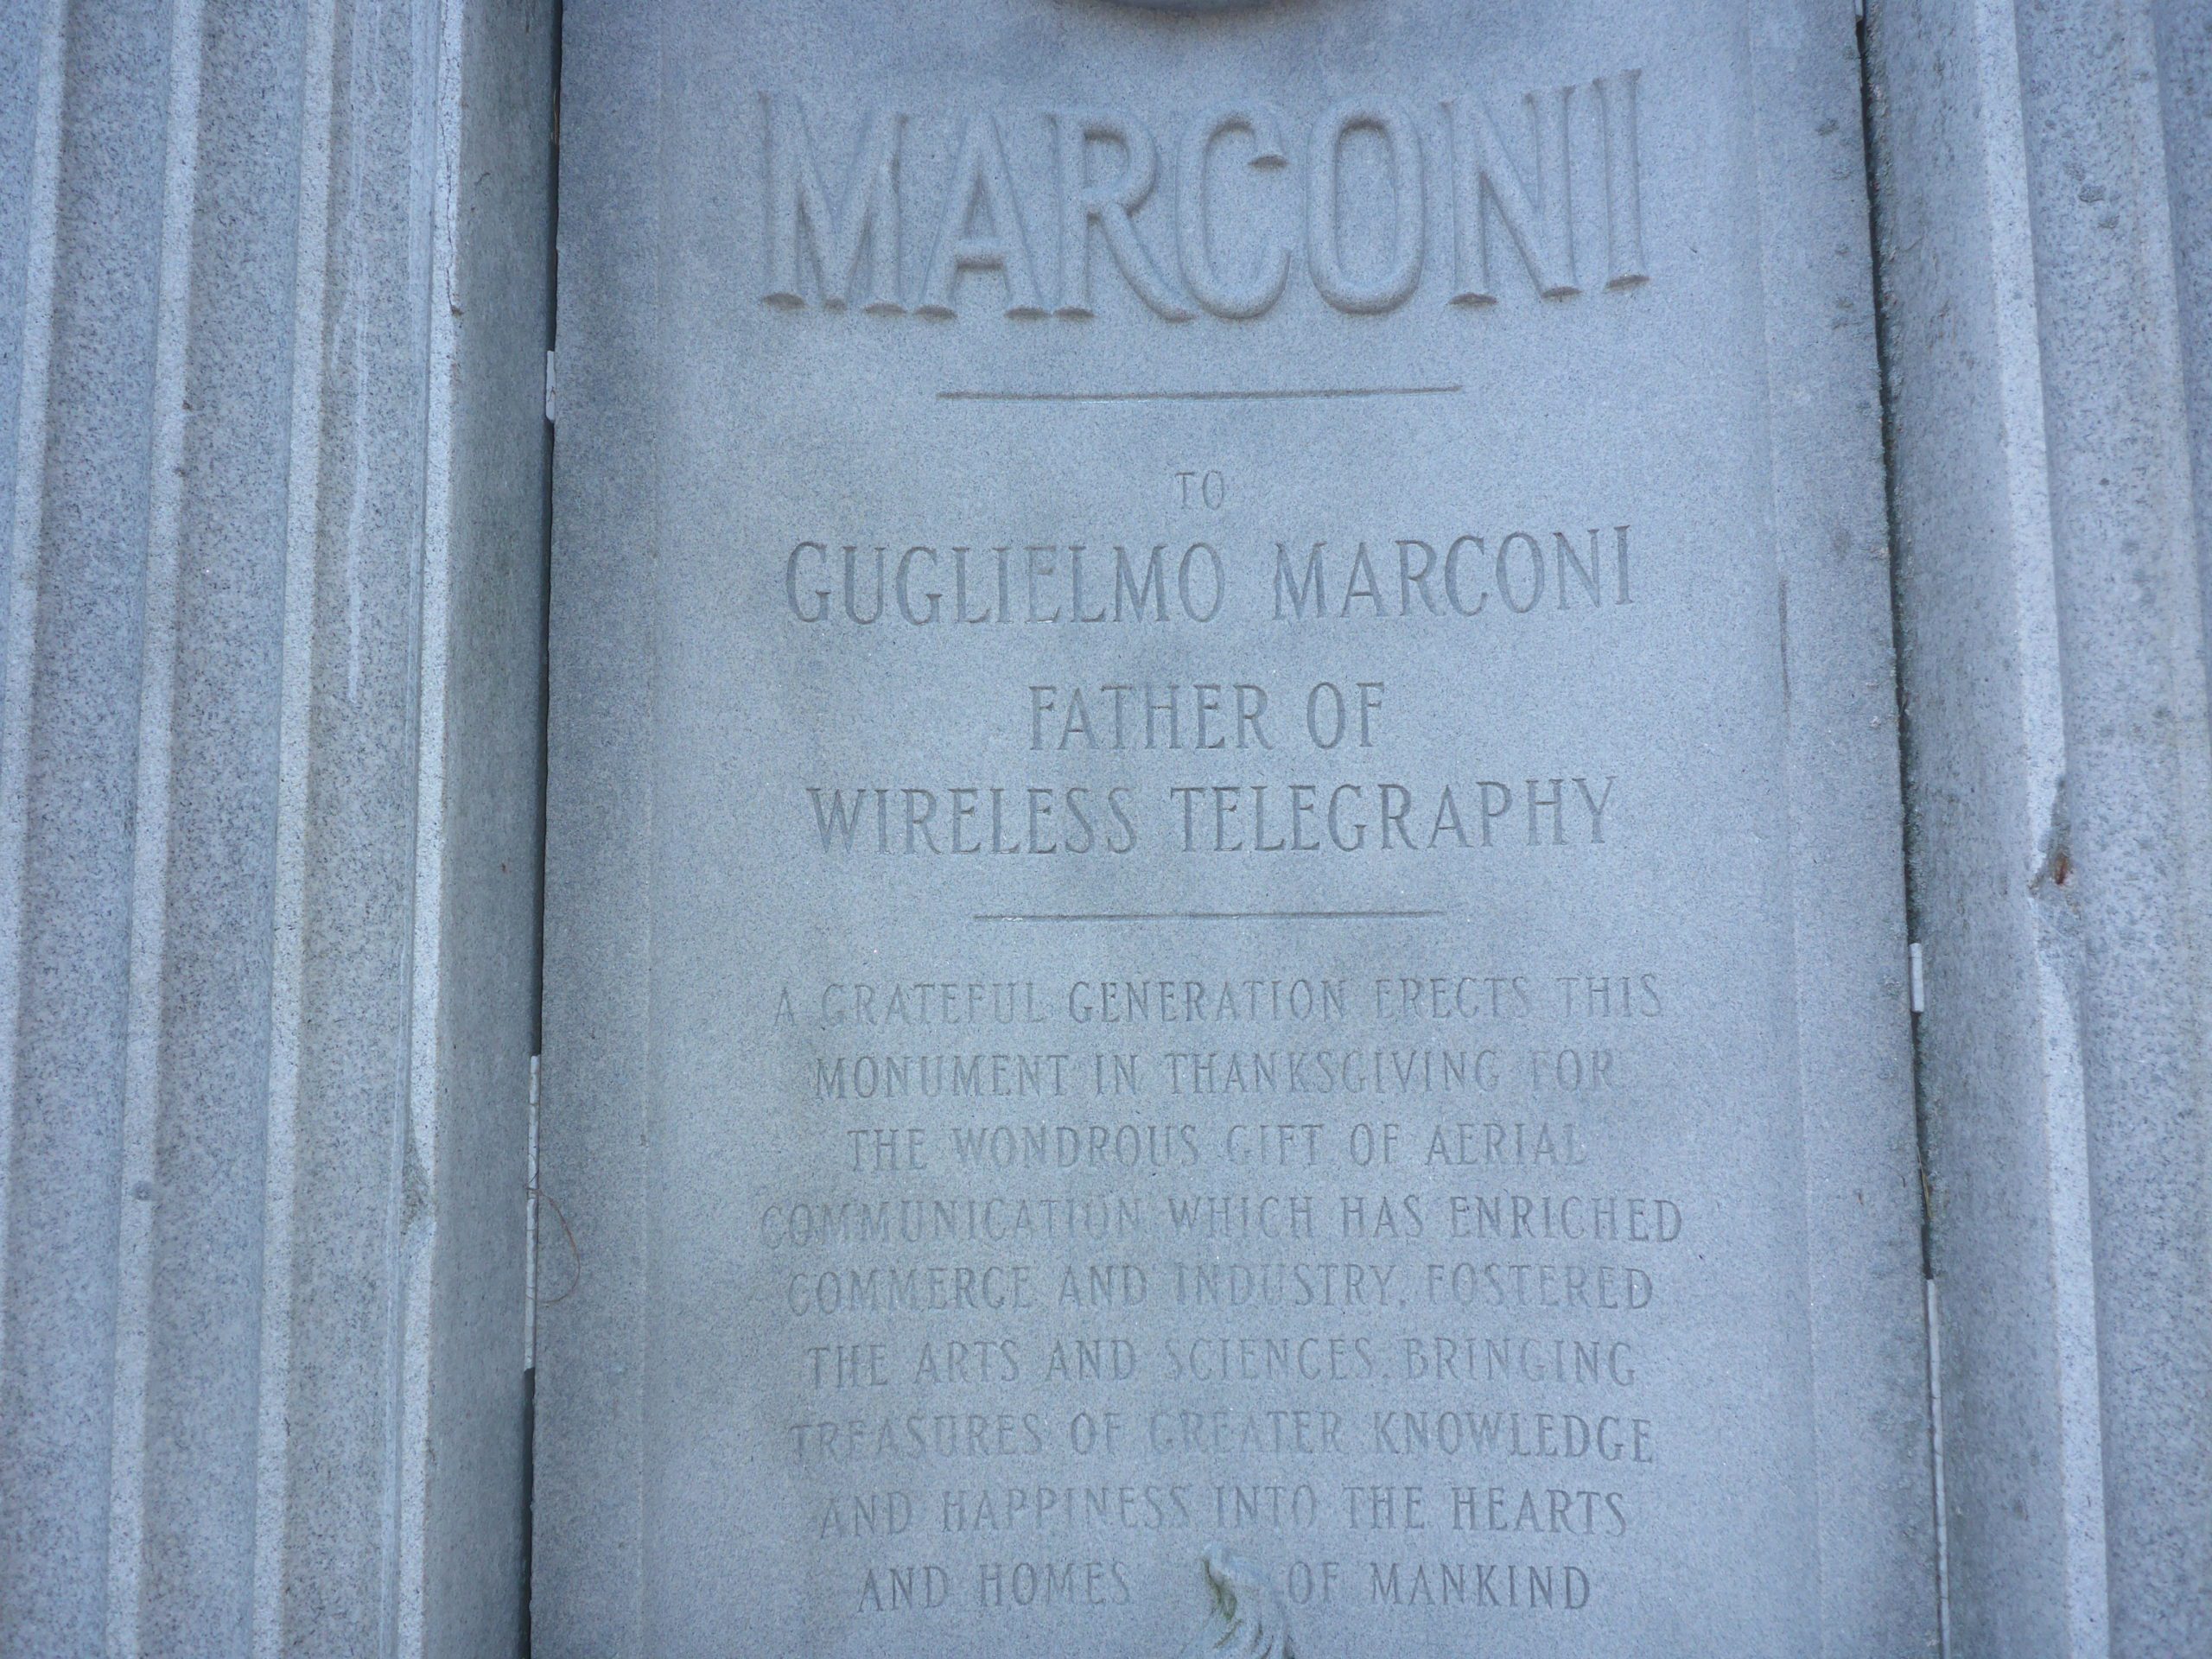 MARCONI
TO
GUGLIELMO MARCONI
FATHER OF
WIRELESS TELEGRAPHY
A GRATEFUL GENERATION ERECTS THIS
MONUMENT IN THANKSGIVING FOR
THE WONDROUS GIFT OF AERIAL
COMMUNICATION WHICH HAS ENRICHED
COMMERCE AND INDUSTRY, FOSTERED
THE ARTS AND SCIENCES, BRINGING
TREASURES OF GREATER KNOWLEDGE
AND HAPPINESS INTO THE HEARTS
AND HOMES OF MANKIND